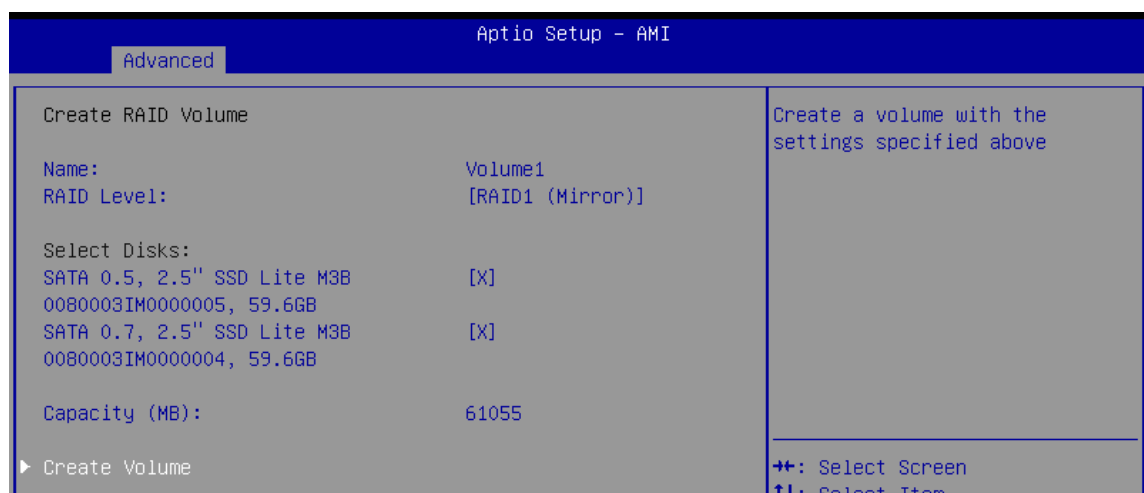 Aptio Setup – AMI
Advanced
Create RAID Volume
Name: Volume1
RAID Level: [RAID1 (Mirror)]
Select Disks:
SATA 0.5, 2.5" SSD Lite M3B [X]
0080003IM0000005, 59.6GB
SATA 0.7, 2.5" SSD Lite M3B [X]
0080003IM0000004, 59.6GB
Capacity (MB): 61055
▶ Create Volume
Create a volume with the
settings specified above
→←: Select Screen
↑↓: Select Item